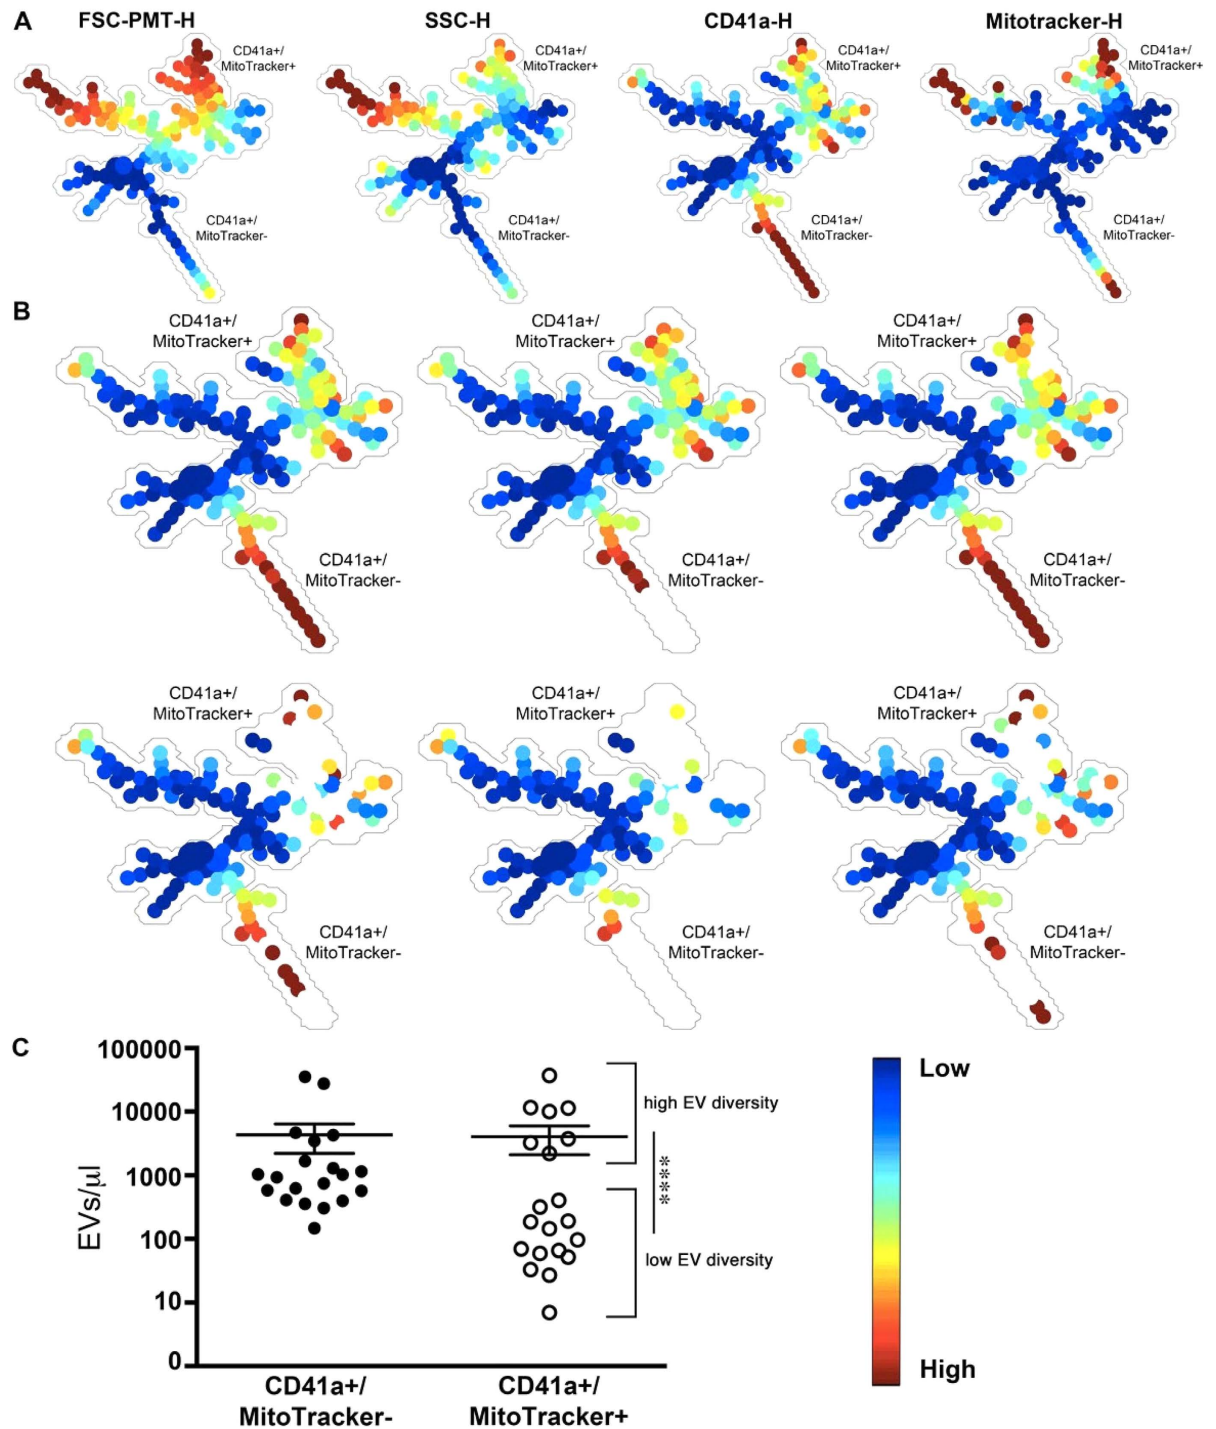 A
FSC-PMT-H
SSC-H
CD41a-H
Mitotracker-H
CD41a+/
MitoTracker+
CD41a+/
MitoTracker+
CD41a+/
MitoTracker+
CD41a+/
MitoTracker+
CD41a+/
MitoTracker-
CD41a+/
MitoTracker-
CD41a+/
MitoTracker-
CD41a+/
MitoTracker-
B
CD41a+/
MitoTracker+
CD41a+/
MitoTracker+
CD41a+/
MitoTracker+
CD41a+/
MitoTracker-
CD41a+/
MitoTracker-
CD41a+/
MitoTracker-
CD41a+/
MitoTracker+
CD41a+/
MitoTracker+
CD41a+/
MitoTracker+
CD41a+/
MitoTracker-
CD41a+/
MitoTracker-
CD41a+/
MitoTracker-
C
EVs/µl
100000
10000
1000
100
10
0
high EV diversity
****
low EV diversity
CD41a+/
MitoTracker-
CD41a+/
MitoTracker+
Low
High